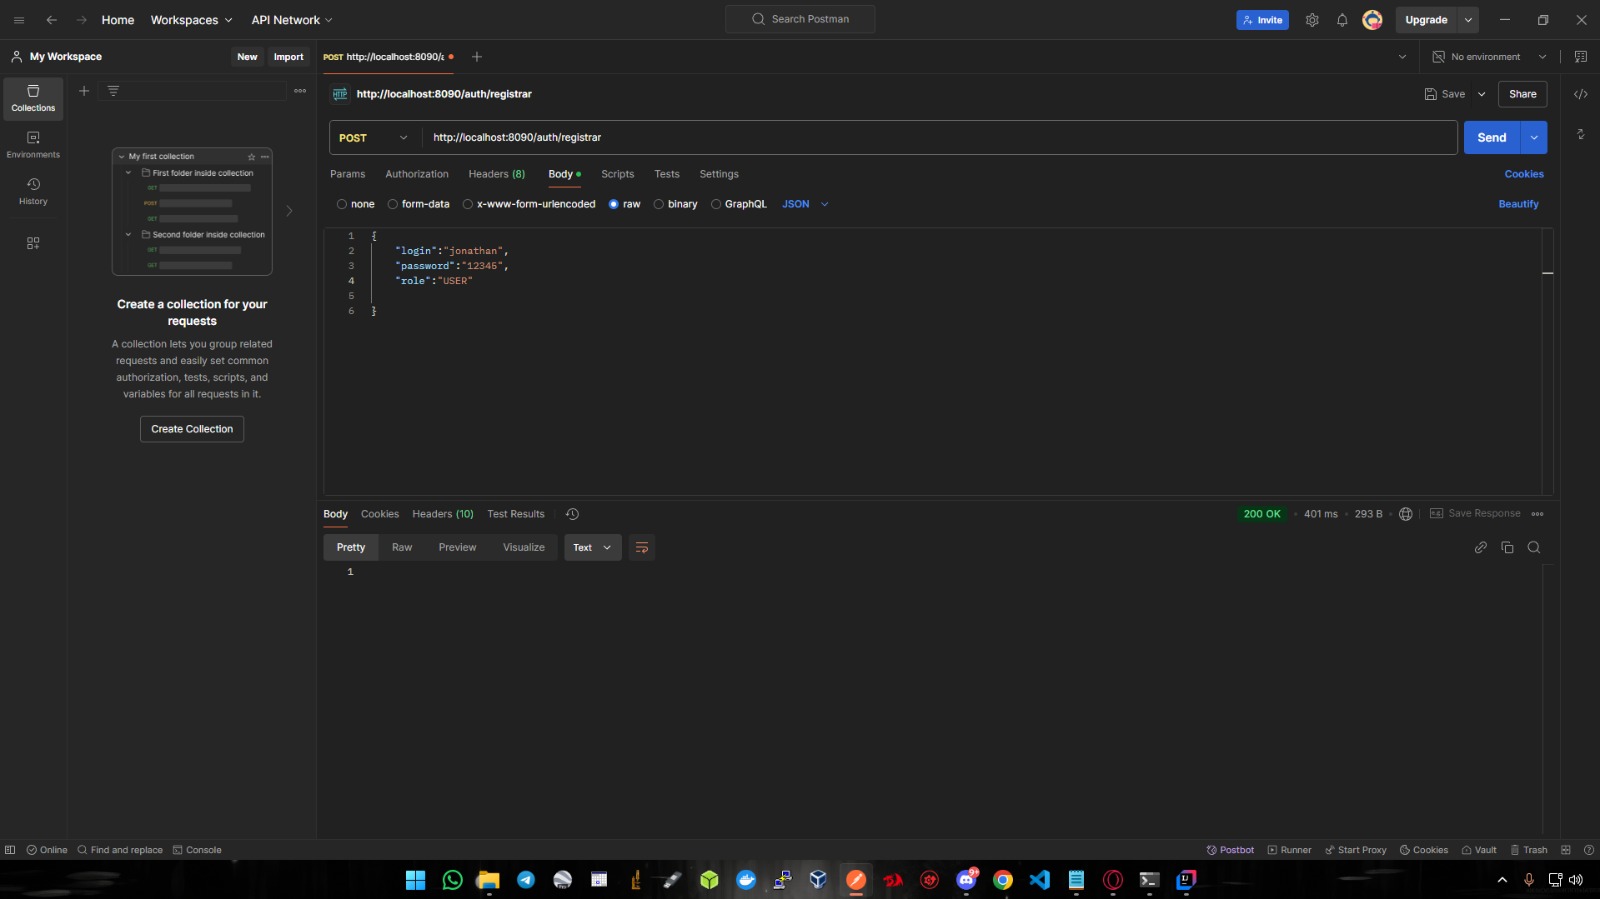 Home Workspaces API Network Search Postman Invite Upgrade
My Workspace New Import POST http://localhost:8090/a No environment
Collections
Environments
History
My first collection
First folder inside collection
GET
POST
GET
Second folder inside collection
GET
GET
Create a collection for your
requests
A collection lets you group related
requests and easily set common
authorization, tests, scripts, and
variables for all requests in it.
Create Collection
HTTP http://localhost:8090/auth/registrar Save Share
POST http://localhost:8090/auth/registrar Send
Params Authorization Headers (8) Body Scripts Tests Settings Cookies
none form-data x-www-form-urlencoded raw binary GraphQL JSON Beautify
1 {
2 "login":"jonathan",
3 "password":"12345",
4 "role":"USER"
5
6 }
Body Cookies Headers (10) Test Results 200 OK 401 ms 293 B Save Response
Pretty Raw Preview Visualize Text
1
Online Find and replace Console Postbot Runner Start Proxy Cookies Vault Trash
9+